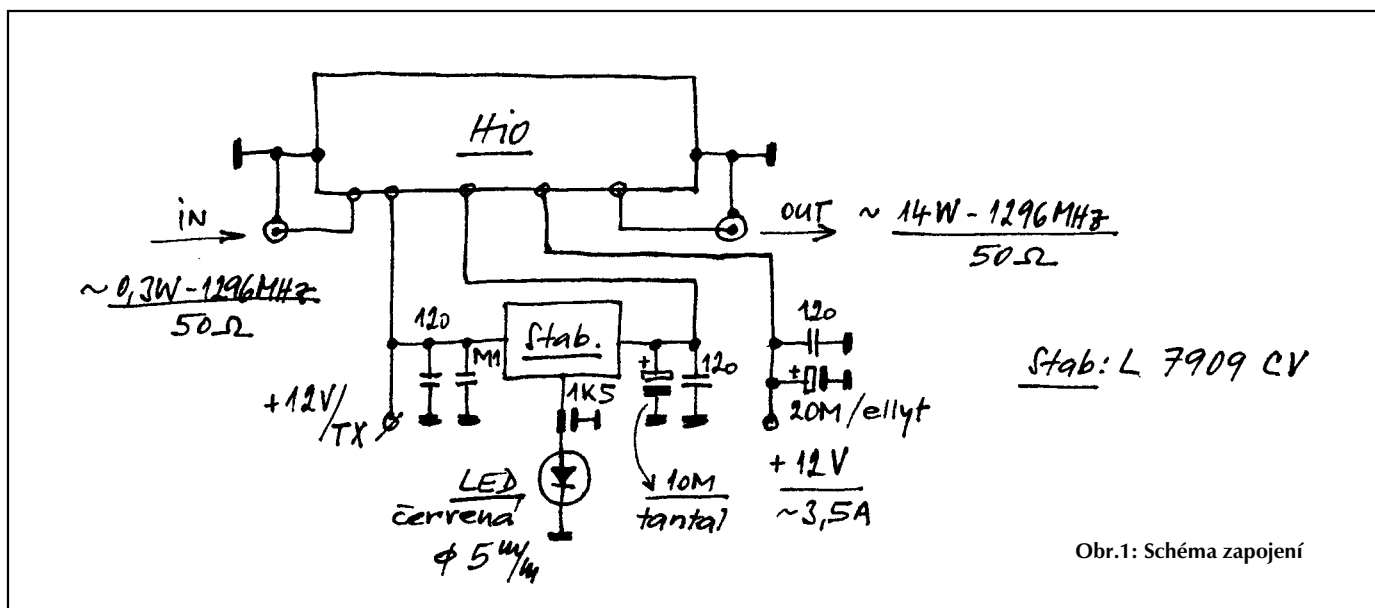 Hio
IN
OUT
~ 14W - 1296MHz
50Ω
~ 0,3W - 1296MHz
50Ω
120
M1
Stab.
+
120
120
+
20M/ellyt
Stab: L 7909 CV
1K5
+12V/TX
LED
červená
φ 5 m/m
10M
tantal
+12V
~3,5A
Obr.1: Schéma zapojení